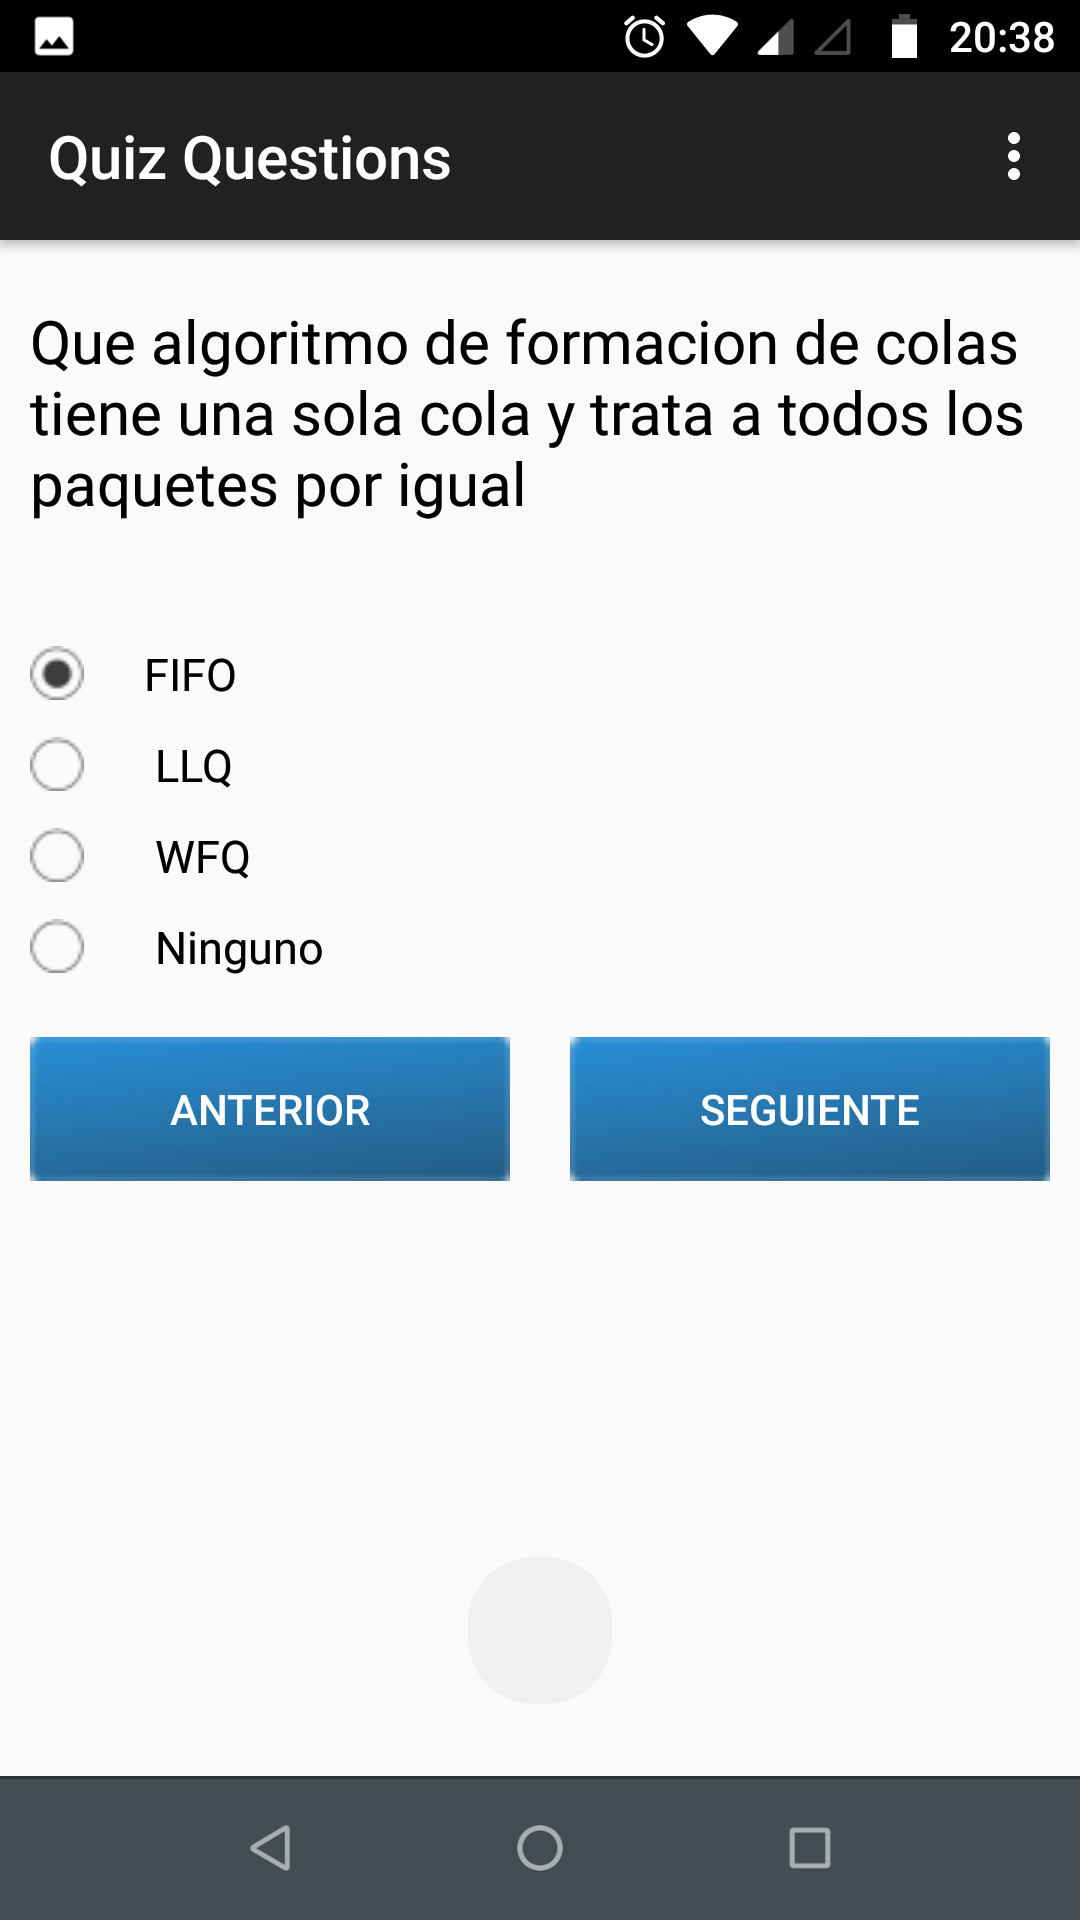 20:38
Quiz Questions
Que algoritmo de formacion de colas
tiene una sola cola y trata a todos los
paquetes por igual
FIFO
LLQ
WFQ
Ninguno
ANTERIOR
SEGUIENTE